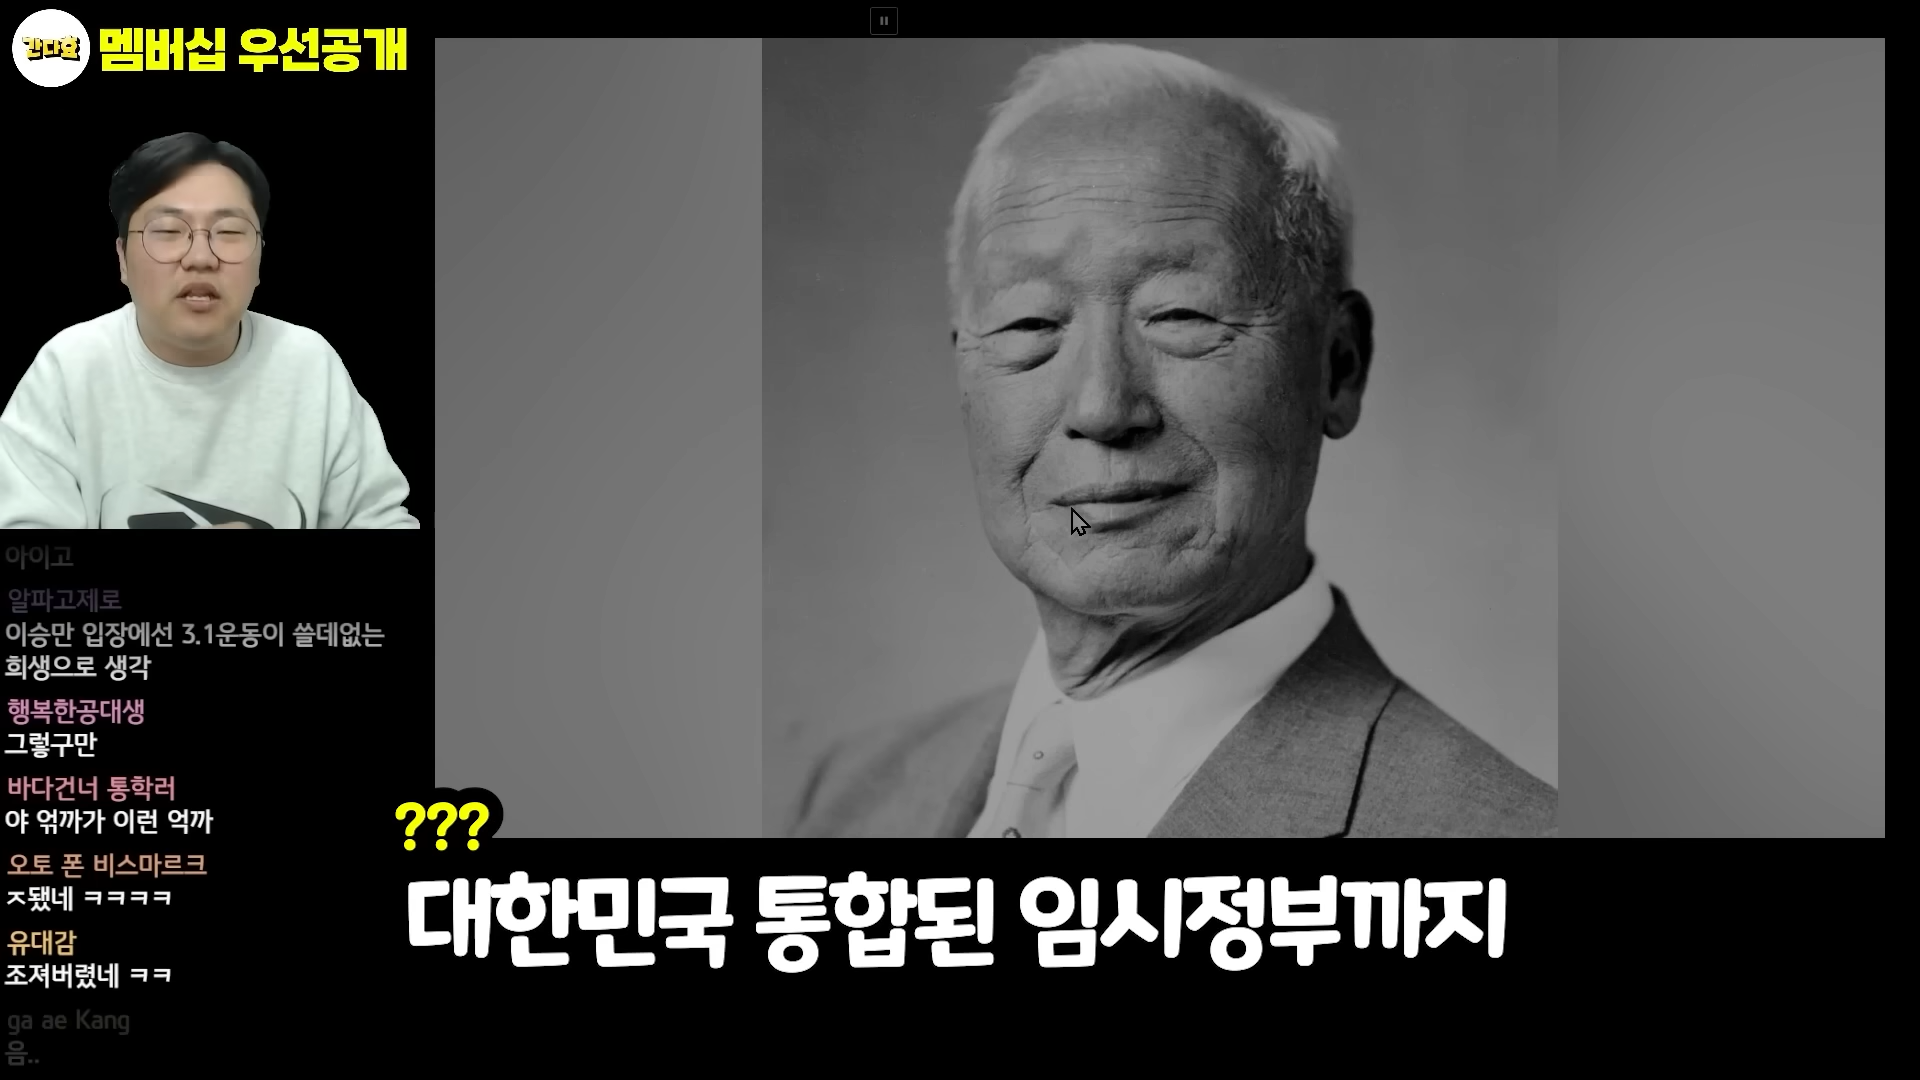 간다효 멤버십 우선공개
아이고
알파고제로
이승만 입장에선 3.1운동이 쓸데없는
희생으로 생각
행복한공대생
그렇구만
바다건너 통학러
야 얶까가 이런 억까
오토 폰 비스마르크
ㅈ됐네 ㅋㅋㅋㅋ
유대감
조져버렸네 ㅋㅋ
ga ae Kang
음..
???
대한민국 통합된 임시정부까지